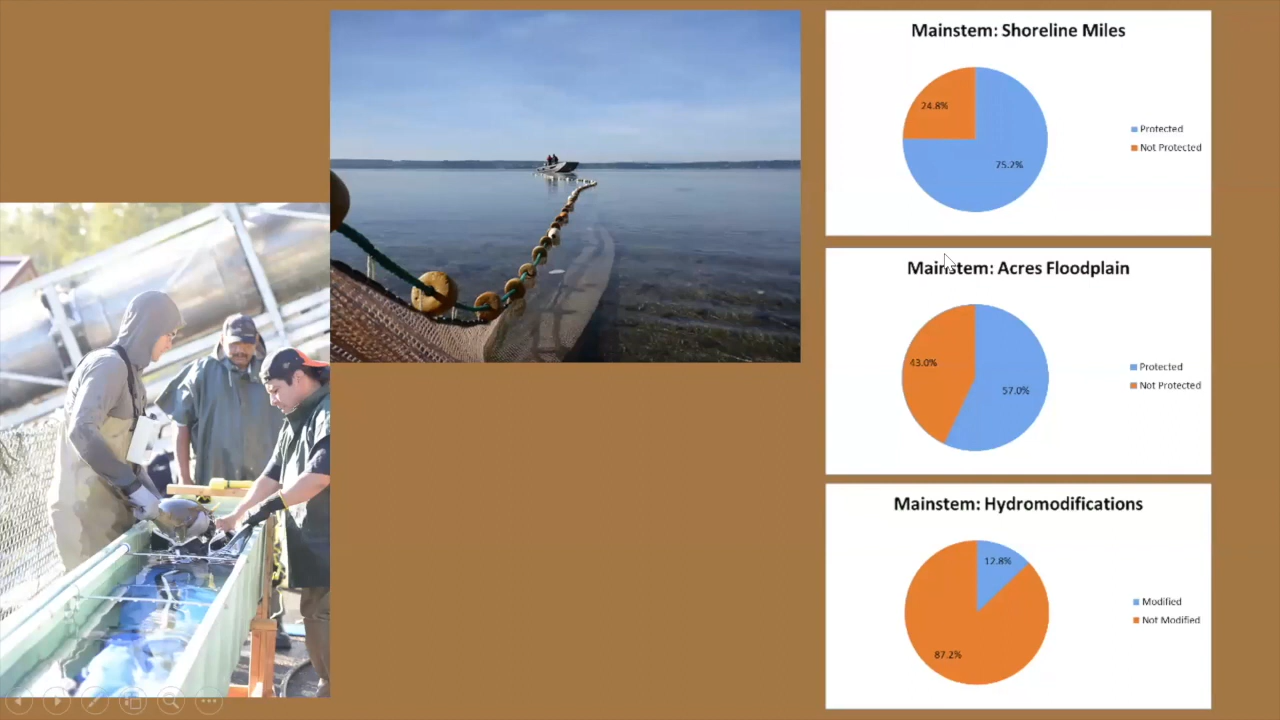 Mainstem: Shoreline Miles
24.8%
75.2%
Protected
Not Protected
Mainstem: Acres Floodplain
43.0%
57.0%
Protected
Not Protected
Mainstem: Hydromodifications
12.8%
87.2%
Modified
Not Modified